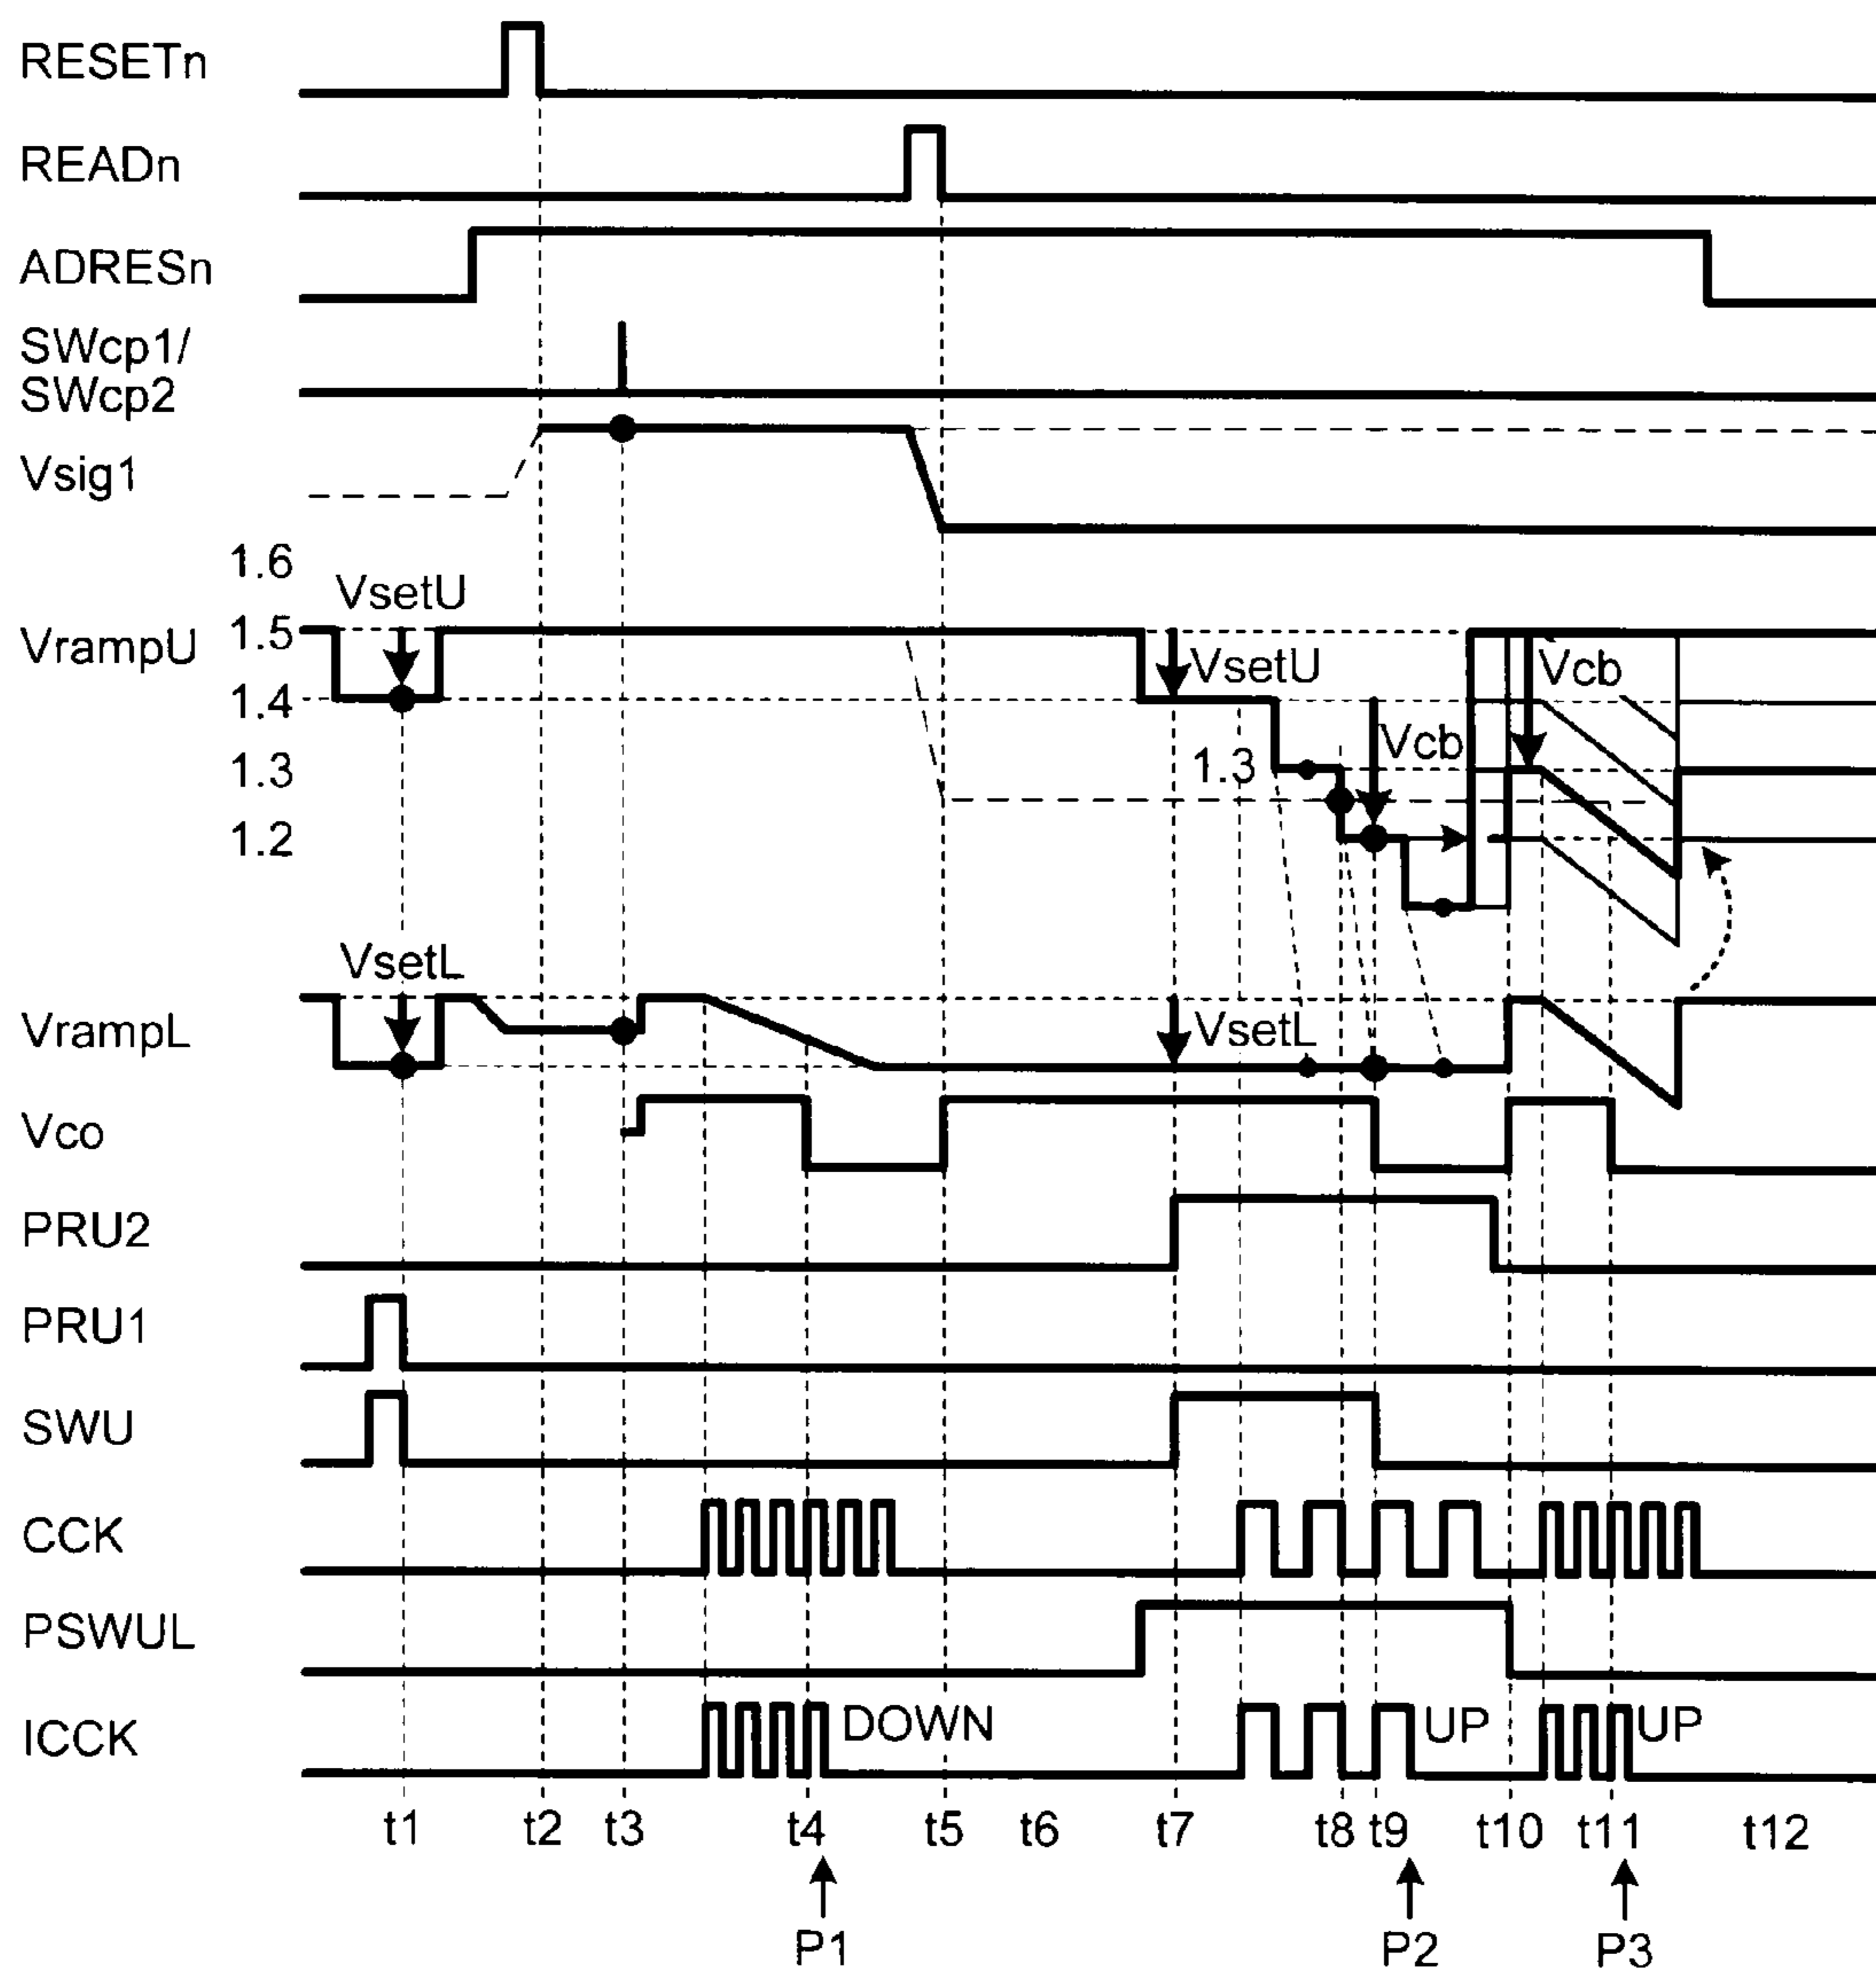 RESETn
READn
ADRESn
SWcp1/
SWcp2
Vsig1
1.6
VsetU
VrampU 1.5
VsetU
Vcb
1.4
Vcb
1.3
1.3
1.2
VsetL
VrampL
VsetL
Vco
PRU2
PRU1
SWU
CCK
PSWUL
ICCK
DOWN
UP
UP
t1 t2 t3 t4 t5 t6 t7 t8 t9 t10 t11 t12
P1 P2 P3